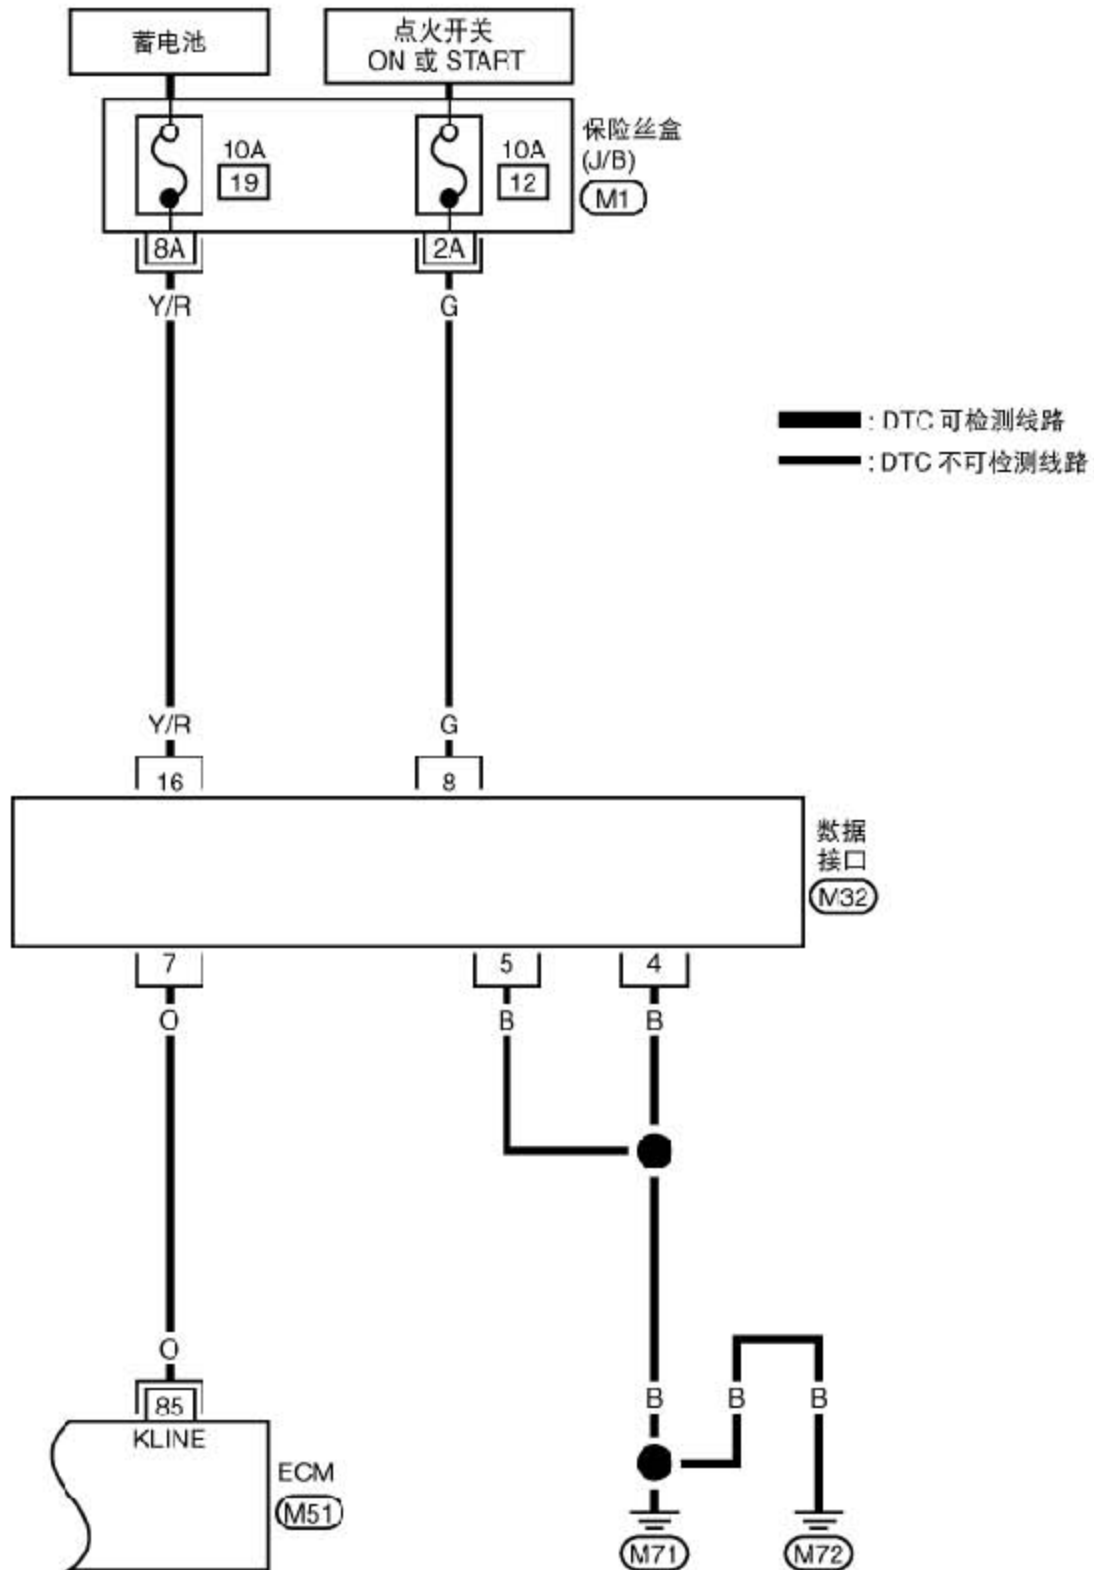 蓄电池
点火开关
ON 或 START
10A
19
10A
12
保险丝盒
(J/B)
M1
8A
2A
Y/R
G
: DTC 可检测线路
: DTC 不可检测线路
Y/R
G
16
8
数据
接口
M32
7
5
4
O
B
B
O
85
KLINE
ECM
M51
B
B
B
M71
M72